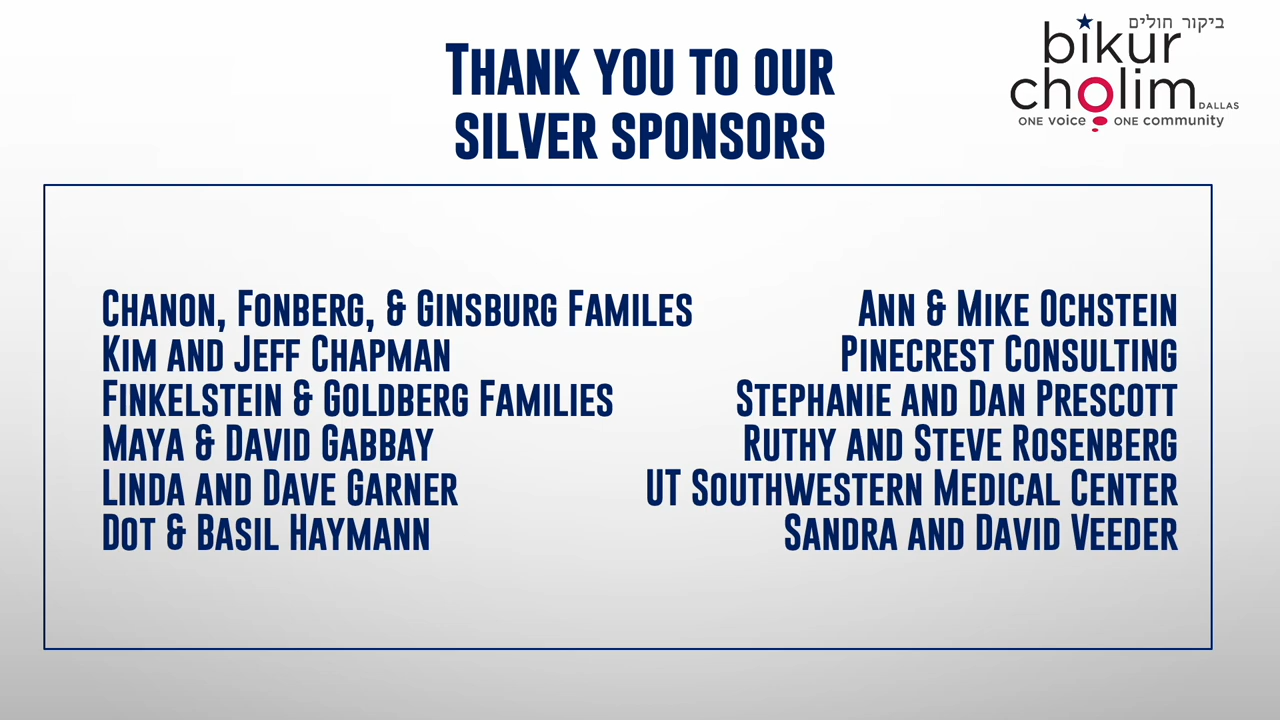 THANK YOU TO OUR
SILVER SPONSORS
ביקור חולים
bikur
cholim
DALLAS
ONE voice ONE community
CHANON, FONBERG, & GINSBURG FAMILES
KIM AND JEFF CHAPMAN
FINKELSTEIN & GOLDBERG FAMILIES
MAYA & DAVID GABBAY
LINDA AND DAVE GARNER
DOT & BASIL HAYMANN
ANN & MIKE OCHSTEIN
PINECREST CONSULTING
STEPHANIE AND DAN PRESCOTT
RUTHY AND STEVE ROSENBERG
UT SOUTHWESTERN MEDICAL CENTER
SANDRA AND DAVID VEEDER